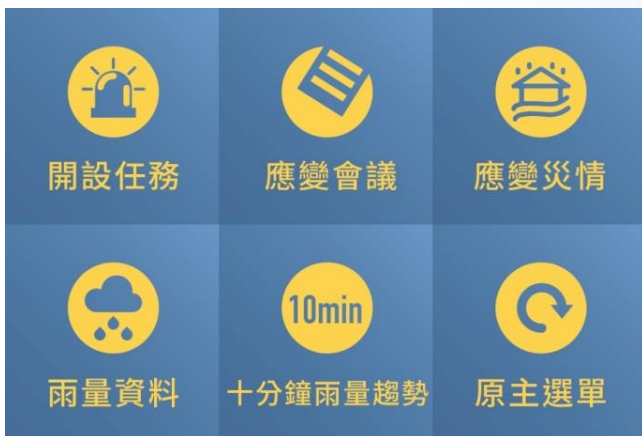 開設任務
應變會議
應變災情
雨量資料
10min
十分鐘雨量趨勢
原主選單